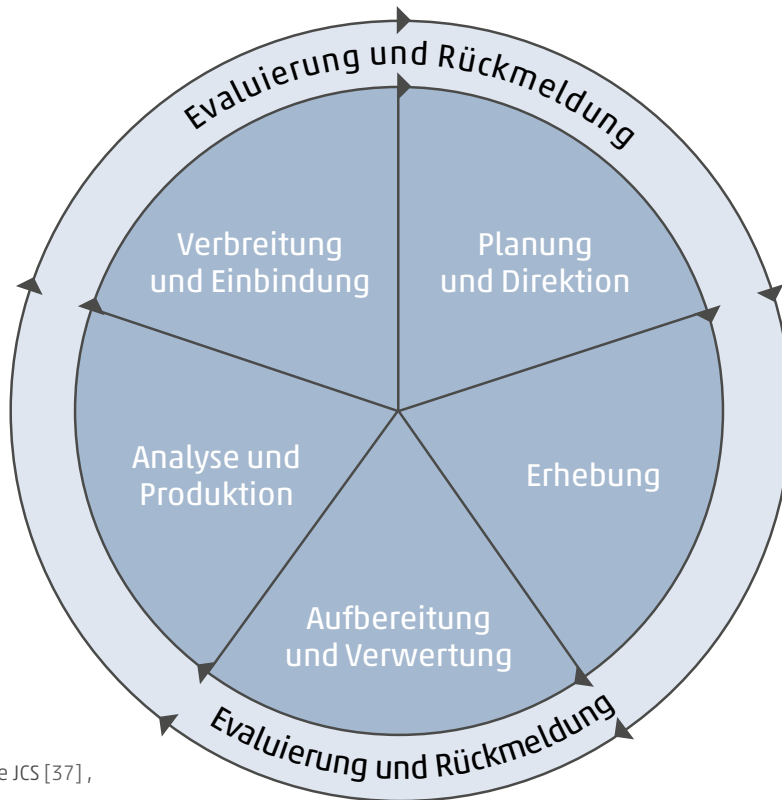 Evaluierung und Rückmeldung
Verbreitung
und Einbindung
Planung
und Direktion
Analyse und
Produktion
Erhebung
Aufbereitung
und Verwertung
Evaluierung und Rückmeldung
e JCS [37] ,